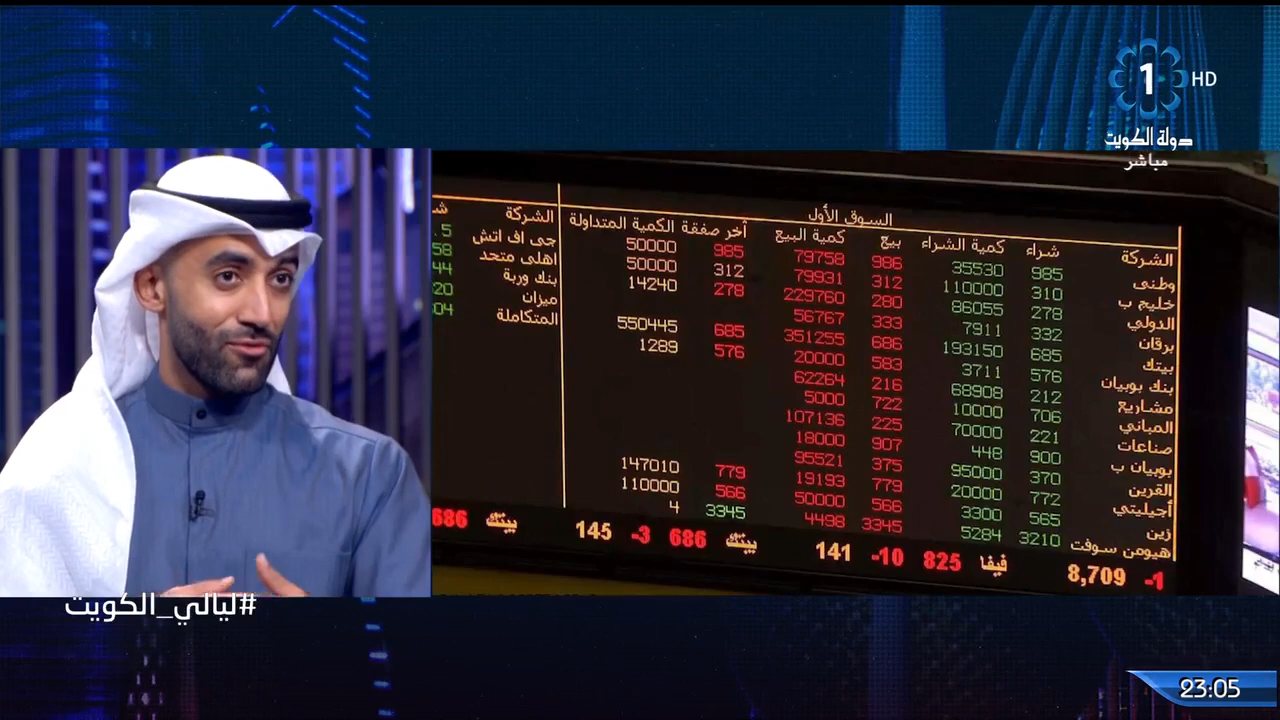 1 HD
دولة الكويت
مباشر
السوق الأول
الشركة شراء كمية الشراء بيع كمية البيع آخر صفقة الكمية المتداولة
وطنى 985 35530 986 79758 985 50000
خليج ب 310 110000 312 79931 312 50000
الدولي 278 86055 280 229760 278 14240
برقان 332 7911 333 56767
بيتك 685 193150 686 351255 685 550445
بنك بوبيان 576 3711 583 20000 576 1289
مشاريع 212 68908 216 62264
المباني 706 10000 722 5000
صناعات 221 70000 225 107136
بوبيان ب 900 448 907 18000
القرين 370 95000 375 95521
أجيليتي 772 20000 779 19193 779 147010
زين 565 3300 566 50000 566 110000
هيومن سوفت 3210 5284 3345 4498 3345 4
الشركة
جى اف اتش
اهلى متحد 58
بنك وربة 44
ميزان 20
المتكاملة 04
8,709 -1 فيفا 825 -10 141 بيتك 686 -3 145 بيتك 686
#ليالي_الكويت
23:05